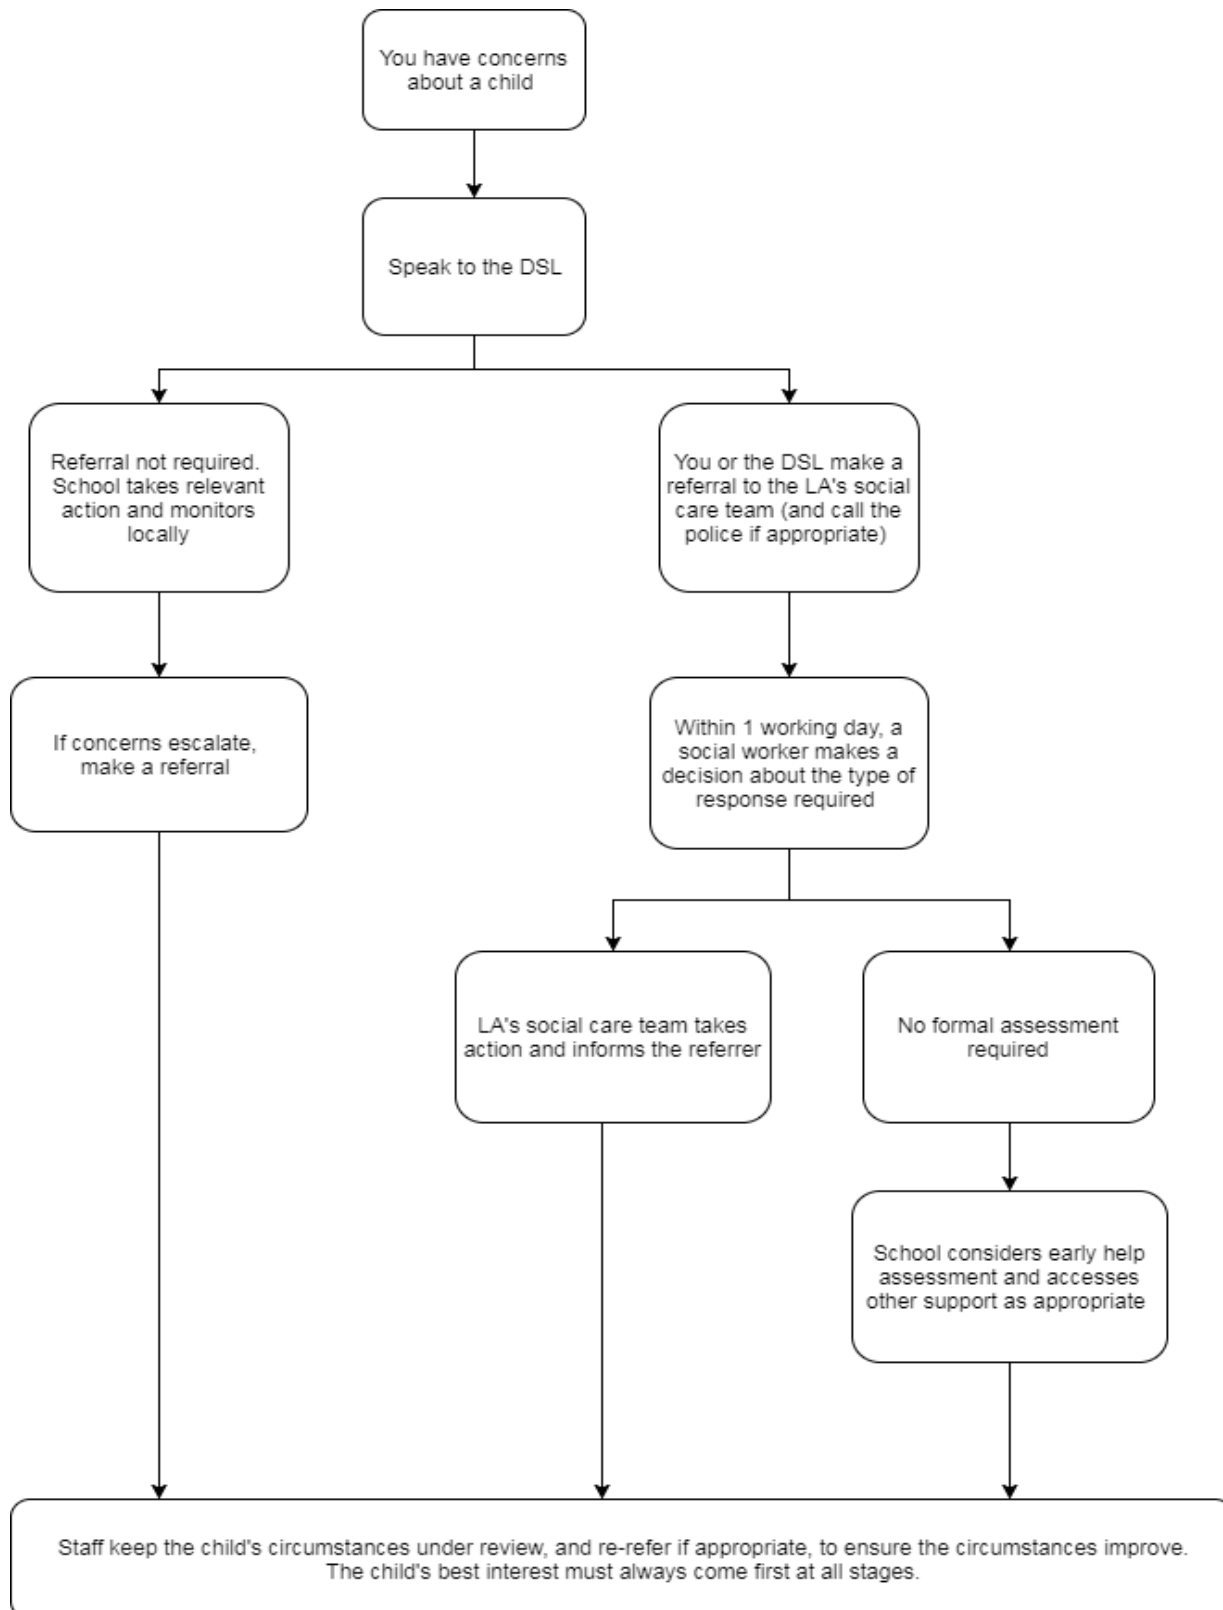 You have concerns
about a child
Speak to the DSL
Referral not required.
School takes relevant
action and monitors
locally
You or the DSL make a
referral to the LA's social
care team (and call the
police if appropriate)
If concerns escalate,
make a referral
Within 1 working day, a
social worker makes a
decision about the type of
response required
LA's social care team takes
action and informs the referrer
No formal assessment
required
School considers early help
assessment and accesses
other support as appropriate
Staff keep the child's circumstances under review, and re-refer if appropriate, to ensure the circumstances improve.
The child's best interest must always come first at all stages.